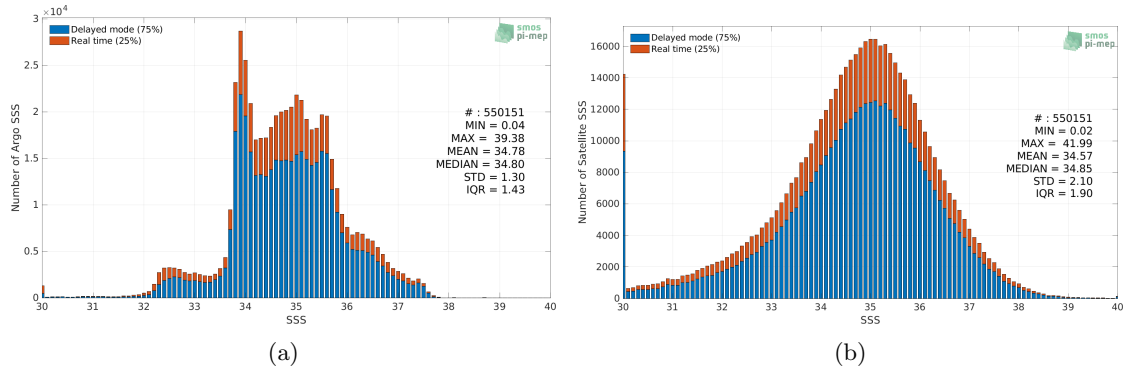 ×10⁴
3
2.5
2
1.5
1
0.5
0
30 31 32 33 34 35 36 37 38 39 40
SSS
Number of Argo SSS
Delayed mode (75%)
Real time (25%)
smos
pi-mep
# : 550151
MIN = 0.04
MAX = 39.38
MEAN = 34.78
MEDIAN = 34.80
STD = 1.30
IQR = 1.43
(a)
16000
14000
12000
10000
8000
6000
4000
2000
0
30 31 32 33 34 35 36 37 38 39 40
SSS
Number of Satellite SSS
Delayed mode (75%)
Real time (25%)
smos
pi-mep
# : 550151
MIN = 0.02
MAX = 41.99
MEAN = 34.57
MEDIAN = 34.85
STD = 2.10
IQR = 1.90
(b)